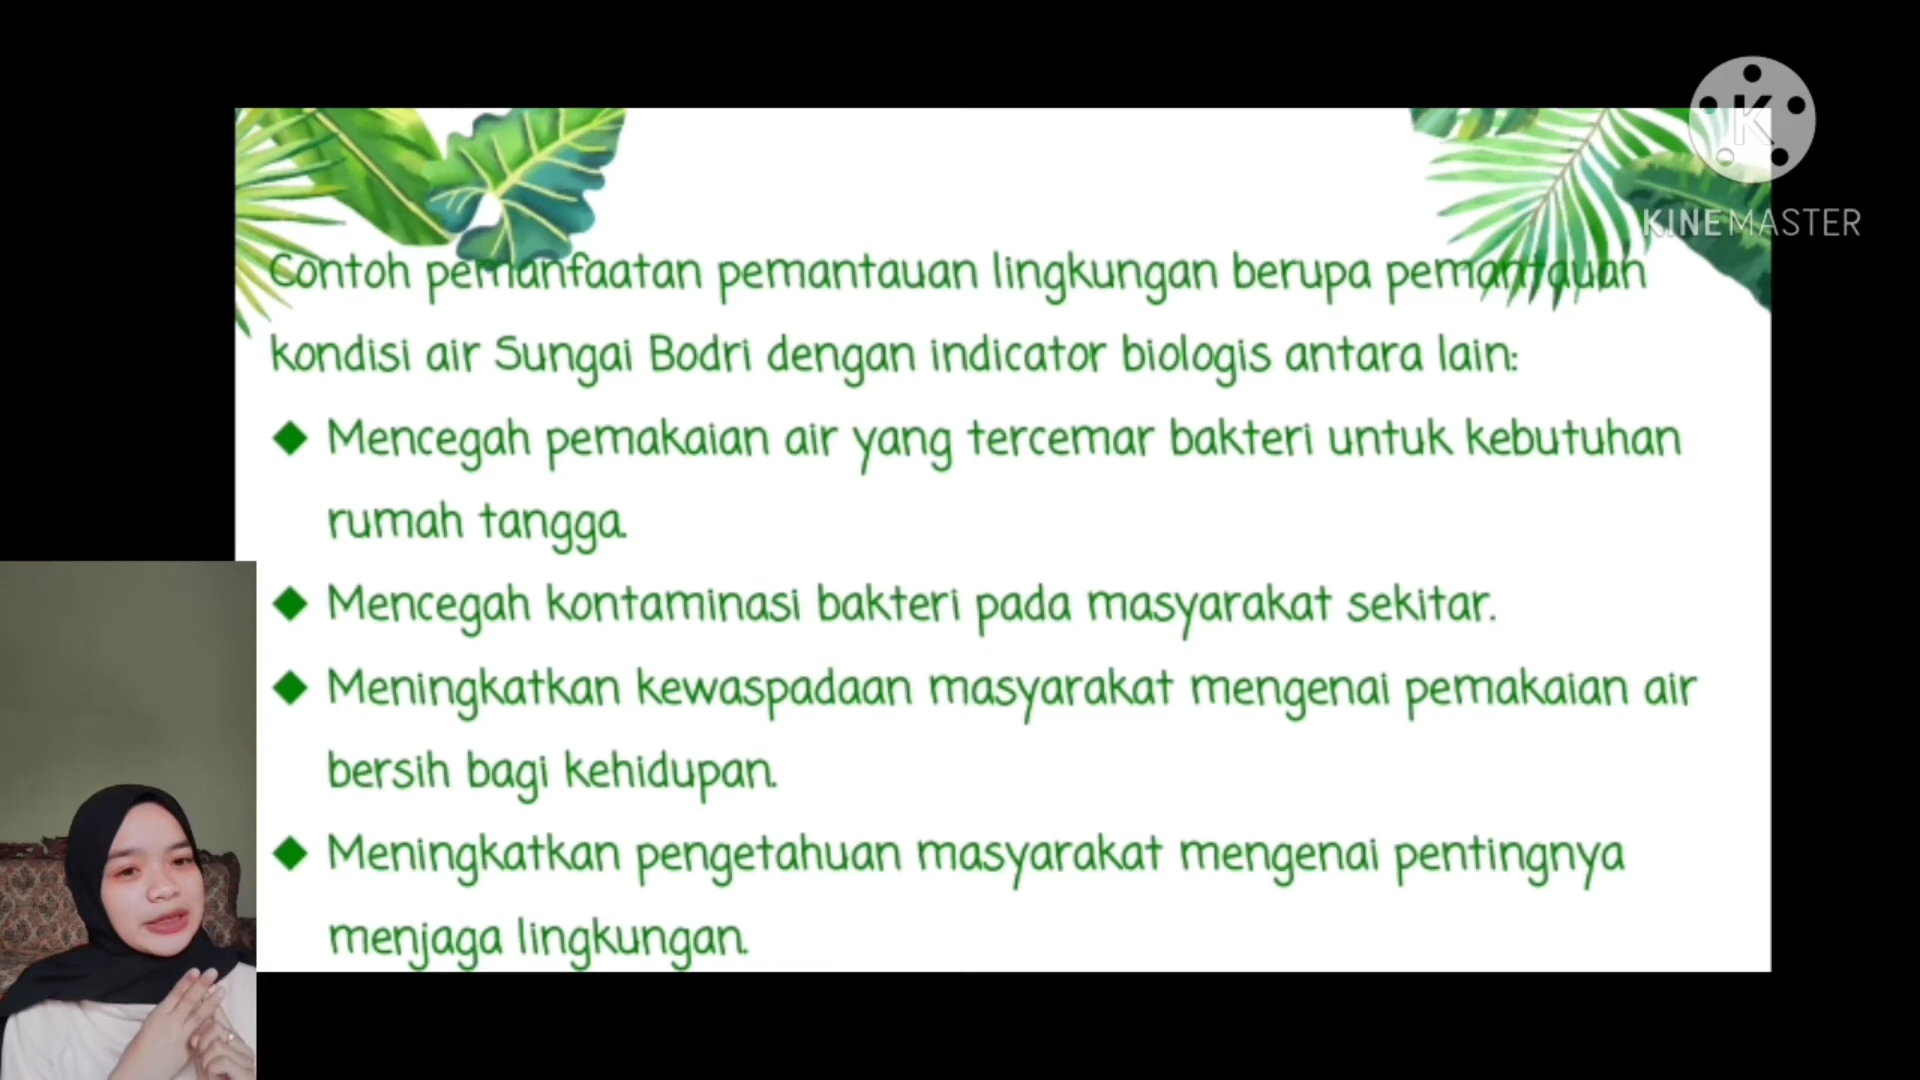 K
KINEMASTER
Contoh pemanfaatan pemantauan lingkungan berupa pemantauan
kondisi air Sungai Bodri dengan indicator biologis antara lain:
Mencegah pemakaian air yang tercemar bakteri untuk kebutuhan
rumah tangga.
Mencegah kontaminasi bakteri pada masyarakat sekitar.
Meningkatkan kewaspadaan masyarakat mengenai pemakaian air
bersih bagi kehidupan.
Meningkatkan pengetahuan masyarakat mengenai pentingnya
menjaga lingkungan.